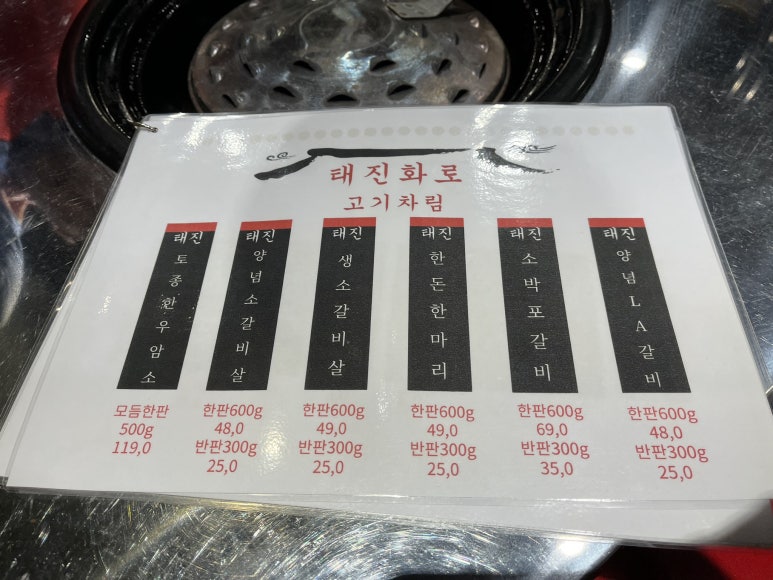 태진화로
고기차림
태진
토종한우암소
모듬한판
500g
119,0
태진
양념소갈비살
한판600g
48,0
반판300g
25,0
태진
생소갈비살
한판600g
49,0
반판300g
25,0
태진
한돈한마리
한판600g
49,0
반판300g
25,0
태진
소박포갈비
한판600g
69,0
반판300g
35,0
태진
양념LA갈비
한판600g
48,0
반판300g
25,0